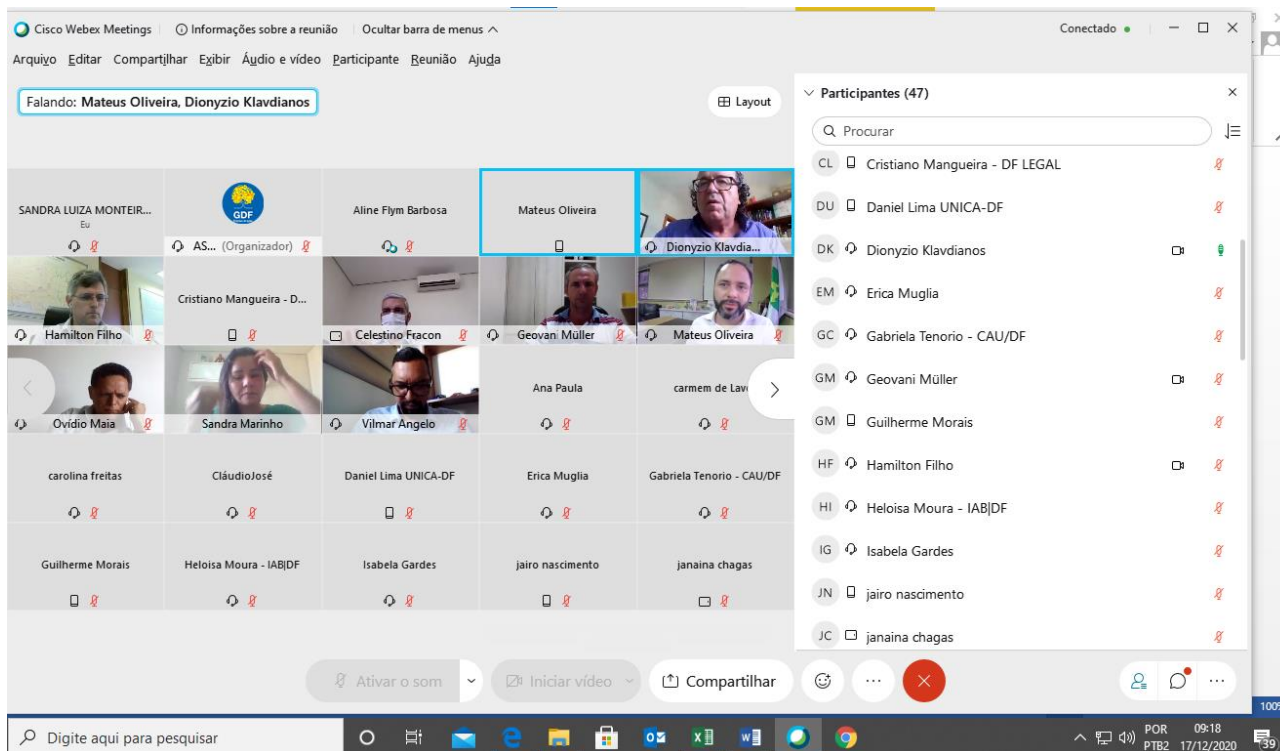 Cisco Webex Meetings
Informações sobre a reunião
Ocultar barra de menus
Conectado
Arquivo Editar Compartilhar Exibir Áudio e vídeo Participante Reunião Ajuda
Falando: Mateus Oliveira, Dionyzio Klavdianos
Layout
SANDRA LUIZA MONTEIR...
Eu
GDF
AS... (Organizador)
Aline Flym Barbosa
Mateus Oliveira
Dionyzio Klavdia...
Hamilton Filho
Cristiano Mangueira - D...
Celestino Fracon
Geovani Müller
Mateus Oliveira
Ovídio Maia
Sandra Marinho
Vilmar Angelo
Ana Paula
carmem de Lav
carolina freitas
CláudioJosé
Daniel Lima UNICA-DF
Erica Muglia
Gabriela Tenorio - CAU/DF
Guilherme Morais
Heloisa Moura - IAB|DF
Isabela Gardes
jairo nascimento
janaina chagas
Participantes (47)
Procurar
CL Cristiano Mangueira - DF LEGAL
DU Daniel Lima UNICA-DF
DK Dionyzio Klavdianos
EM Erica Muglia
GC Gabriela Tenorio - CAU/DF
GM Geovani Müller
GM Guilherme Morais
HF Hamilton Filho
HI Heloisa Moura - IAB|DF
IG Isabela Gardes
JN jairo nascimento
JC janaina chagas
Ativar o som
Iniciar vídeo
Compartilhar
100%
Digite aqui para pesquisar
POR
PTB2
09:18
17/12/2020
39